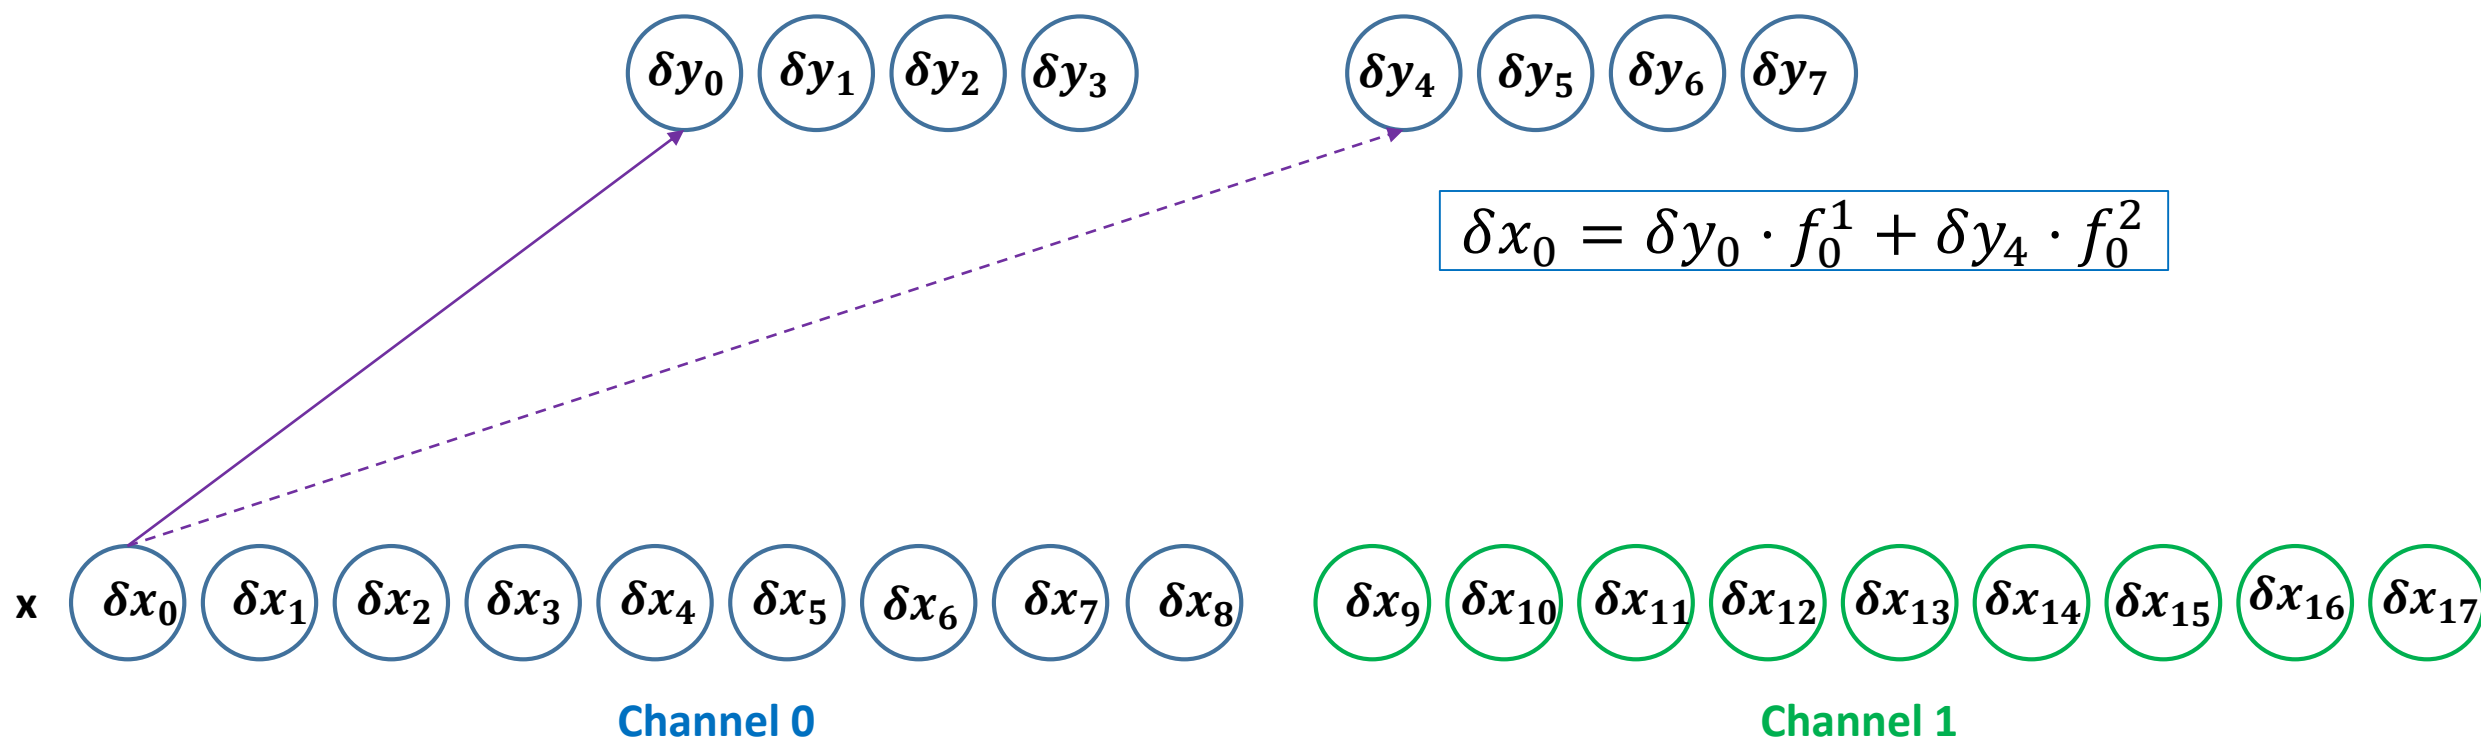 δy₀ δy₁ δy₂ δy₃ δy₄ δy₅ δy₆ δy₇
δx₀ = δy₀ · f₀¹ + δy₄ · f₀²
x δx₀ δx₁ δx₂ δx₃ δx₄ δx₅ δx₆ δx₇ δx₈ δx₉ δx₁₀ δx₁₁ δx₁₂ δx₁₃ δx₁₄ δx₁₅ δx₁₆ δx₁₇
Channel 0 Channel 1